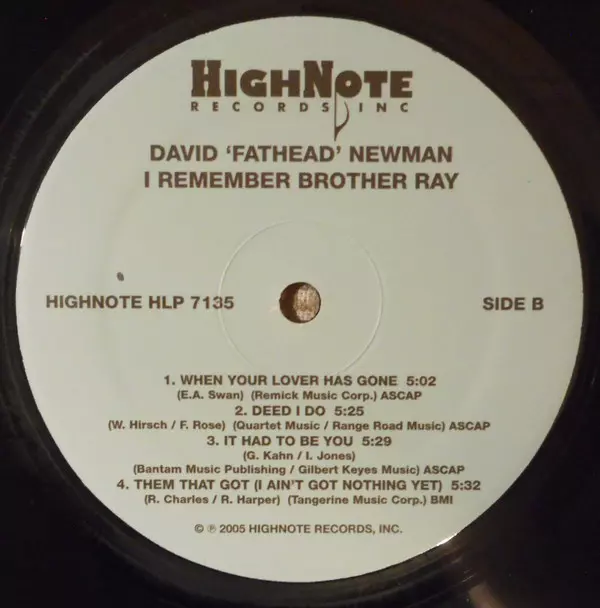 HIGHNOTE
RECORDS, INC
DAVID 'FATHEAD' NEWMAN
I REMEMBER BROTHER RAY
HIGHNOTE HLP 7135 SIDE B
1. WHEN YOUR LOVER HAS GONE 5:02
(E.A. Swan) (Remick Music Corp.) ASCAP
2. DEED I DO 5:25
(W. Hirsch / F. Rose) (Quartet Music / Range Road Music) ASCAP
3. IT HAD TO BE YOU 5:29
(G. Kahn / I. Jones)
(Bantam Music Publishing / Gilbert Keyes Music) ASCAP
4. THEM THAT GOT (I AIN'T GOT NOTHING YET) 5:32
(R. Charles / R. Harper) (Tangerine Music Corp.) BMI
© ℗ 2005 HIGHNOTE RECORDS, INC.